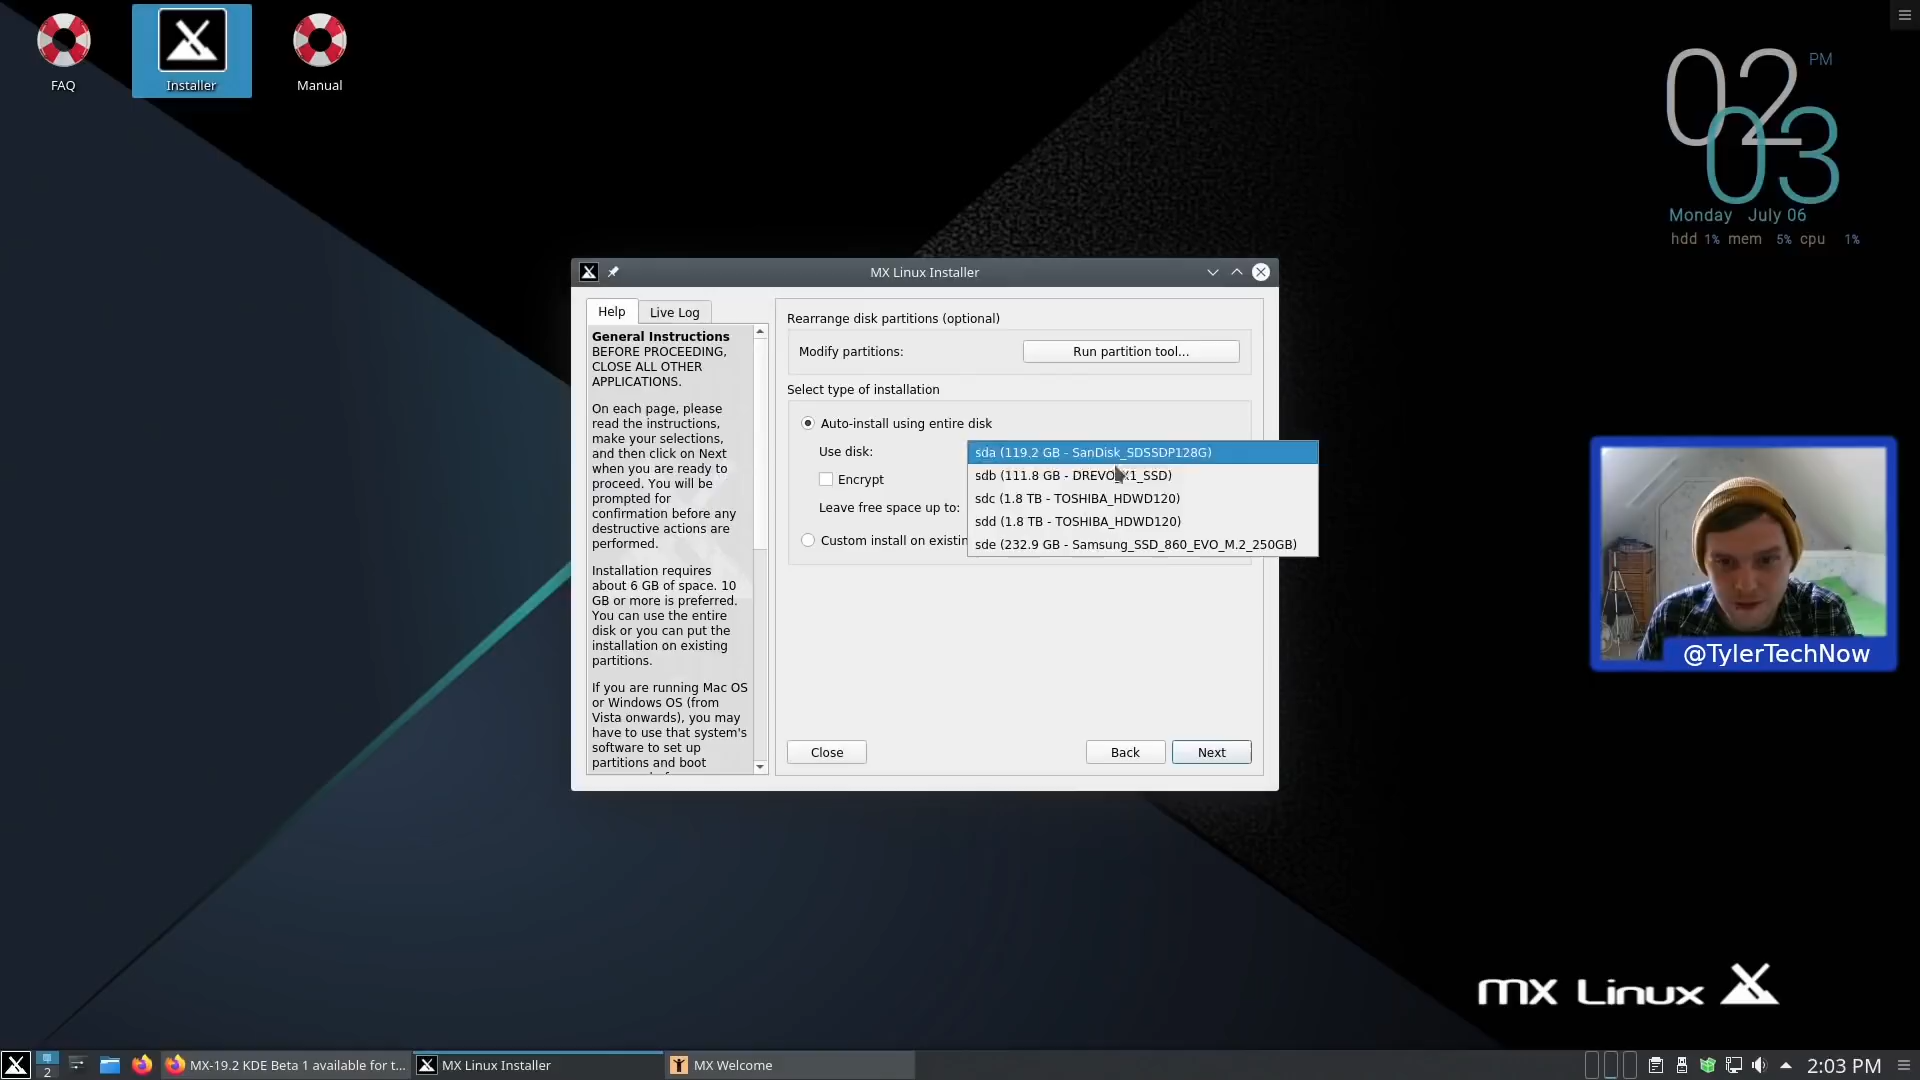 FAQ
Installer
Manual
02
PM
03
Monday July 06
hdd 1% mem 5% cpu 1%
MX Linux Installer
Help
Live Log
General Instructions
BEFORE PROCEEDING,
CLOSE ALL OTHER
APPLICATIONS.
On each page, please
read the instructions,
make your selections,
and then click on Next
when you are ready to
proceed. You will be
prompted for
confirmation before any
destructive actions are
performed.
Installation requires
about 6 GB of space. 10
GB or more is preferred.
You can use the entire
disk or you can put the
installation on existing
partitions.
If you are running Mac OS
or Windows OS (from
Vista onwards), you may
have to use that system's
software to set up
partitions and boot
Rearrange disk partitions (optional)
Modify partitions:
Run partition tool...
Select type of installation
Auto-install using entire disk
Use disk:
sda (119.2 GB - SanDisk_SDSSDP128G)
sdb (111.8 GB - DREVO_X1_SSD)
sdc (1.8 TB - TOSHIBA_HDWD120)
sdd (1.8 TB - TOSHIBA_HDWD120)
sde (232.9 GB - Samsung_SSD_860_EVO_M.2_250GB)
Encrypt
Leave free space up to:
Custom install on existin
Close
Back
Next
@TylerTechNow
mx Linux
2
MX-19.2 KDE Beta 1 available for t...
MX Linux Installer
MX Welcome
2:03 PM